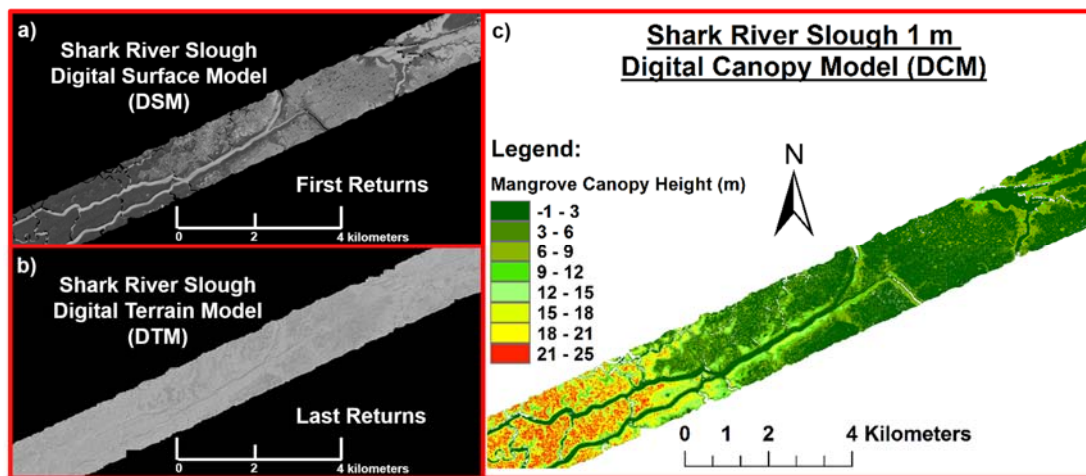 a)
Shark River Slough
Digital Surface Model
(DSM)
First Returns
0 2 4 kilometers
b)
Shark River Slough
Digital Terrain Model
(DTM)
Last Returns
0 2 4 kilometers
c)
Shark River Slough 1 m
Digital Canopy Model (DCM)
Legend:
Mangrove Canopy Height (m)
-1 - 3
3 - 6
6 - 9
9 - 12
12 - 15
15 - 18
18 - 21
21 - 25
N
0 1 2 4 Kilometers